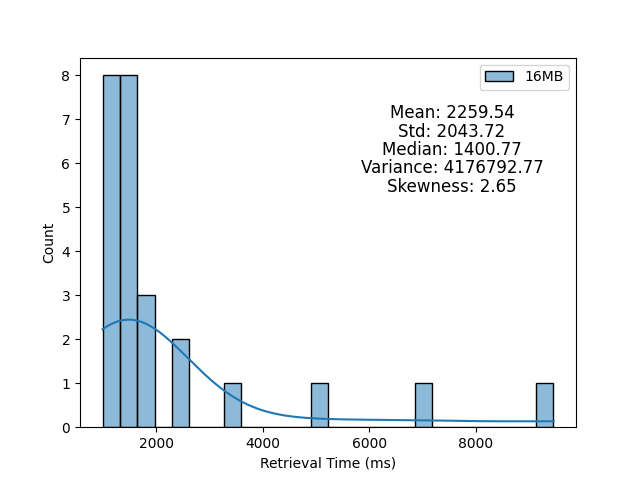 16MB
Mean: 2259.54
Std: 2043.72
Median: 1400.77
Variance: 4176792.77
Skewness: 2.65
Count
8
7
6
5
4
3
2
1
0
2000 4000 6000 8000
Retrieval Time (ms)